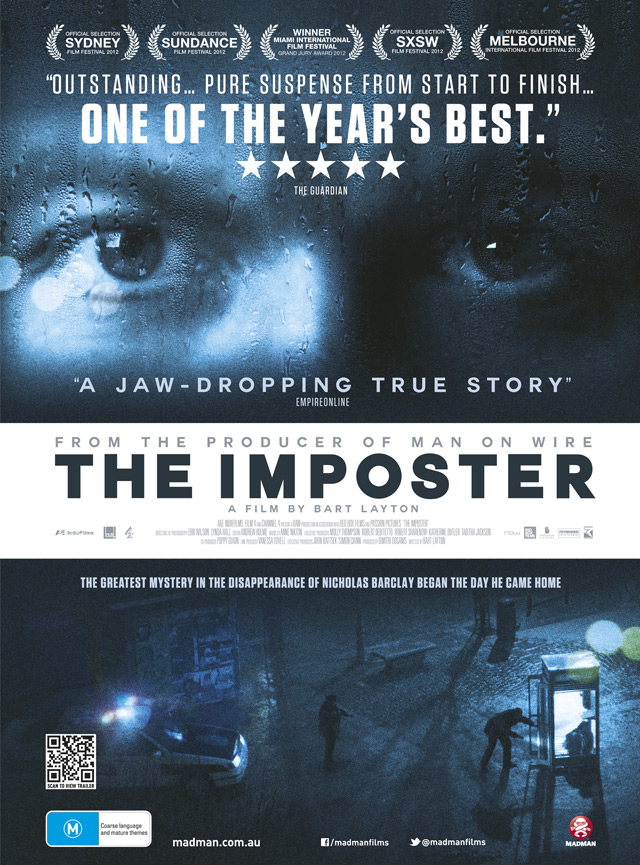 OFFICIAL SELECTION
SYDNEY
FILM FESTIVAL 2012
OFFICIAL SELECTION
SUNDANCE
FILM FESTIVAL 2012
WINNER
MIAMI INTERNATIONAL
FILM FESTIVAL
GRAND JURY AWARD 2012
OFFICIAL SELECTION
SXSW
FILM FESTIVAL 2012
OFFICIAL SELECTION
MELBOURNE
INTERNATIONAL FILM FESTIVAL 2012
“OUTSTANDING... PURE SUSPENSE FROM START TO FINISH...
ONE OF THE YEAR’S BEST.”
THE GUARDIAN
“A JAW-DROPPING TRUE STORY”
EMPIREONLINE
FROM THE PRODUCER OF MAN ON WIRE
THE IMPOSTER
A FILM BY BART LAYTON
THE GREATEST MYSTERY IN THE DISAPPEARANCE OF NICHOLAS BARCLAY BEGAN THE DAY HE CAME HOME
SCAN TO VIEW TRAILER
M
Coarse language
and mature themes
madman.com.au
f/madmanfilms
@madmanfilms
MADMAN